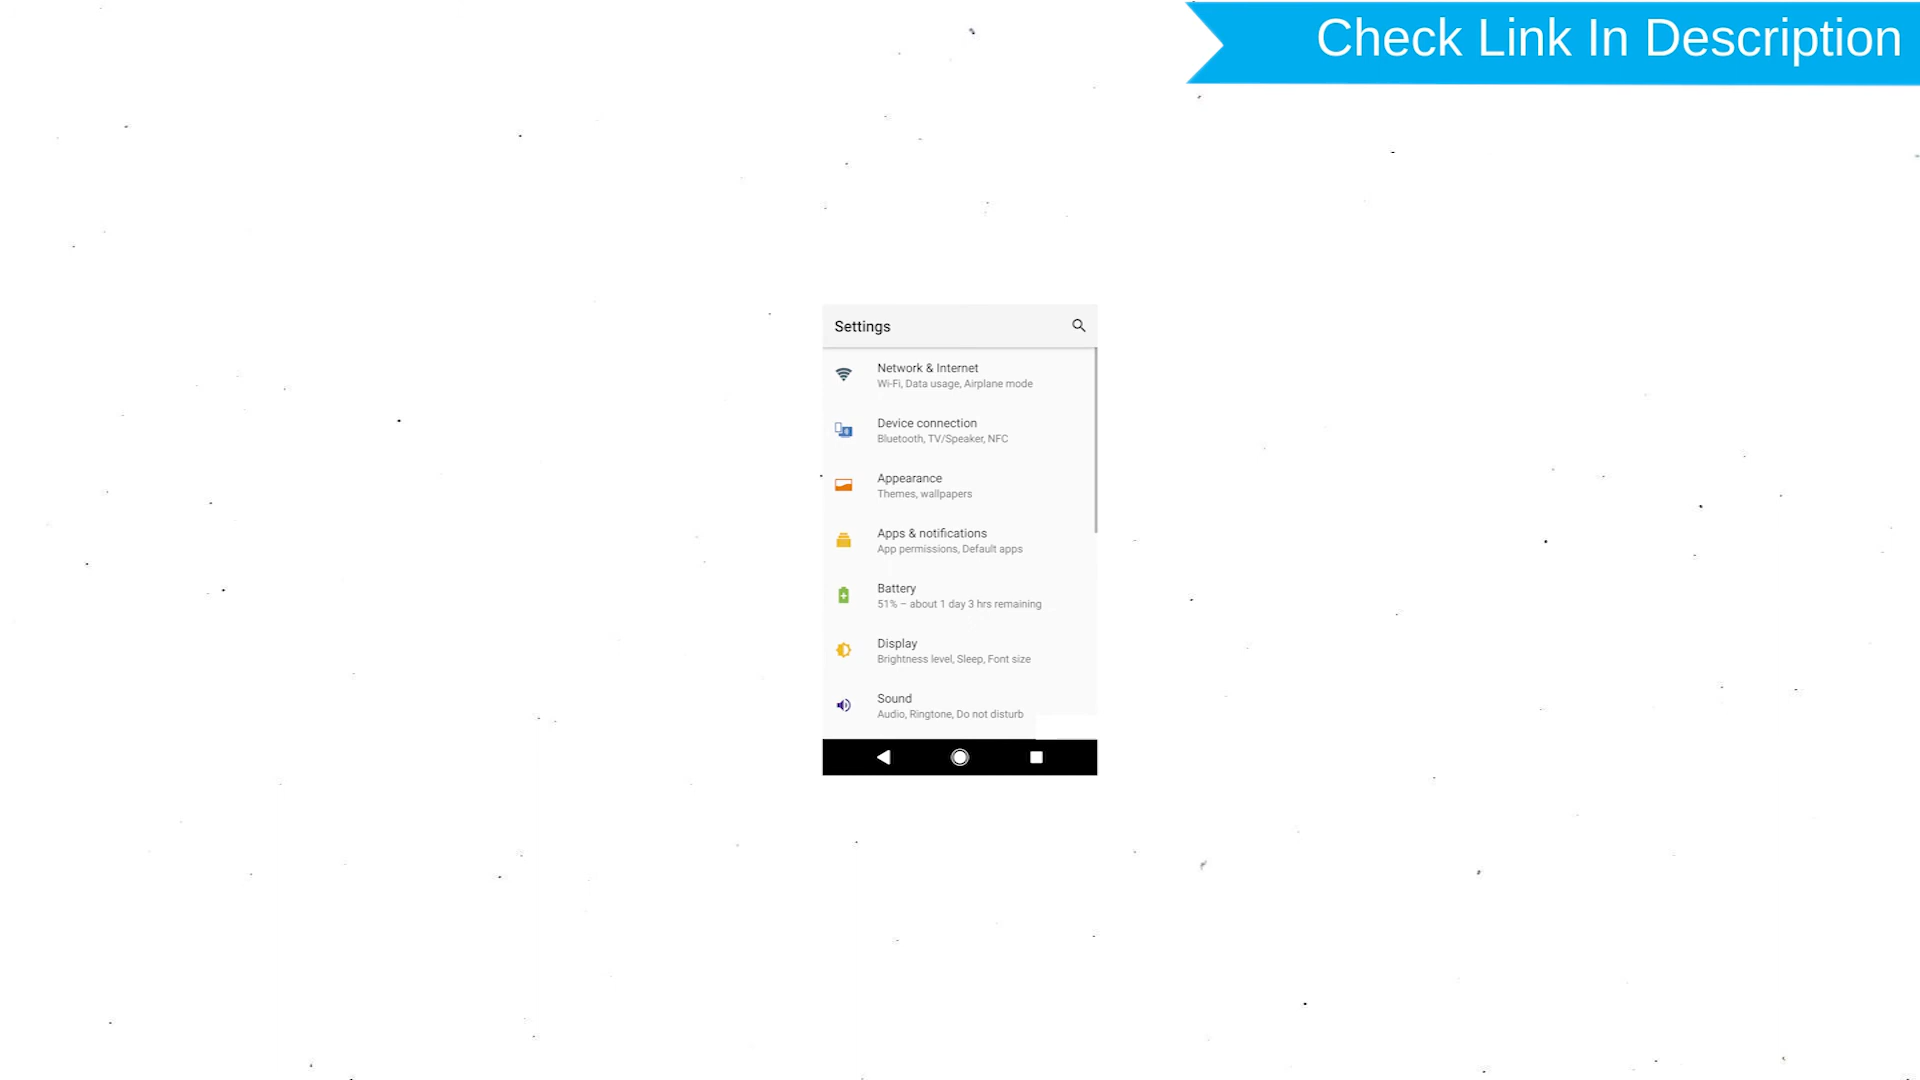 Check Link In Description
Settings
Network & Internet
Wi-Fi, Data usage, Airplane mode
Device connection
Bluetooth, TV/Speaker, NFC
Appearance
Themes, wallpapers
Apps & notifications
App permissions, Default apps
Battery
51% – about 1 day 3 hrs remaining
Display
Brightness level, Sleep, Font size
Sound
Audio, Ringtone, Do not disturb